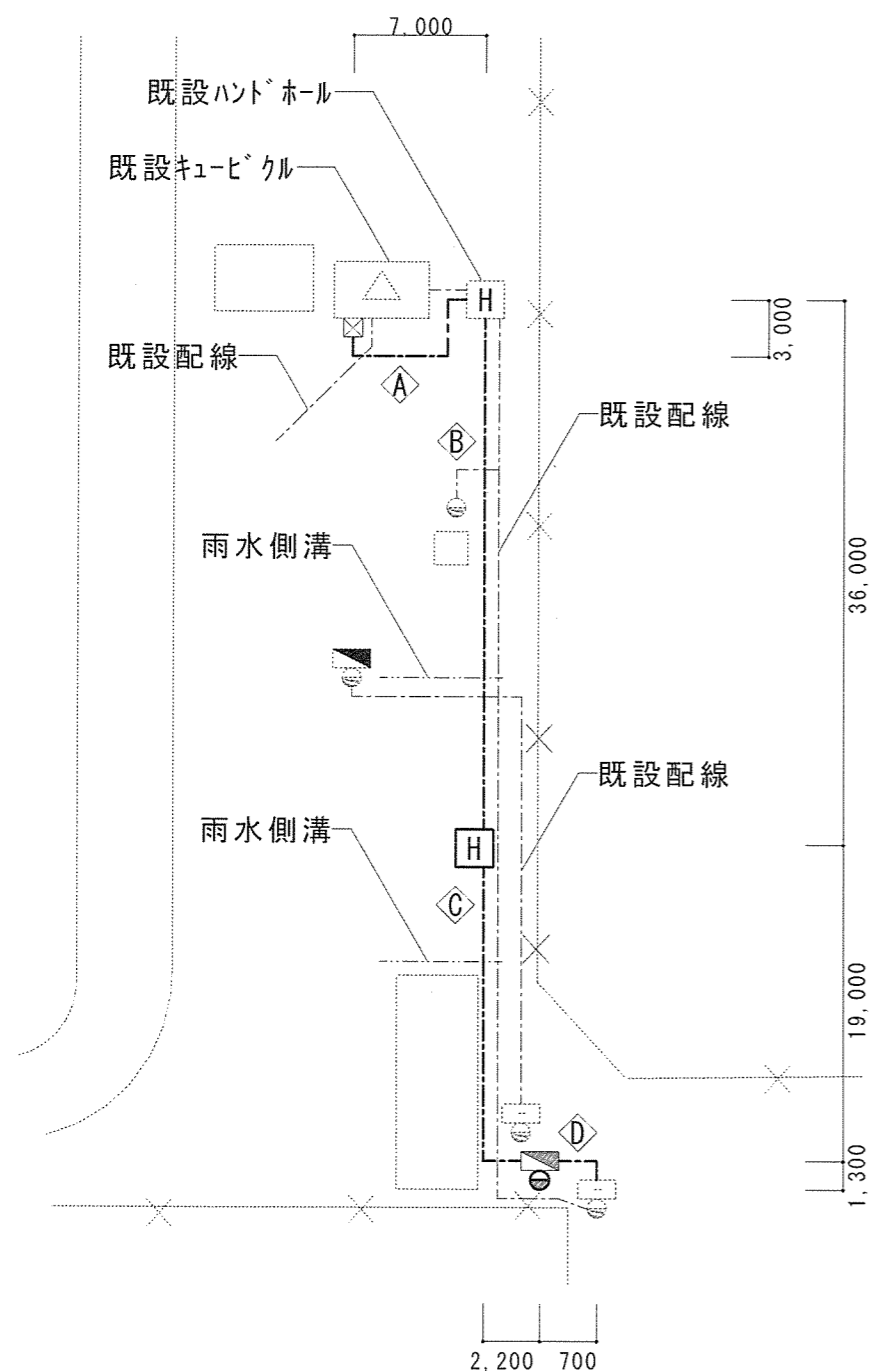 7,000
既設ハンドホール
既設キュービクル
H
3,000
既設配線
A
既設配線
B
雨水側溝
36,000
既設配線
雨水側溝
H
C
19,000
D
1,300
2,200
700